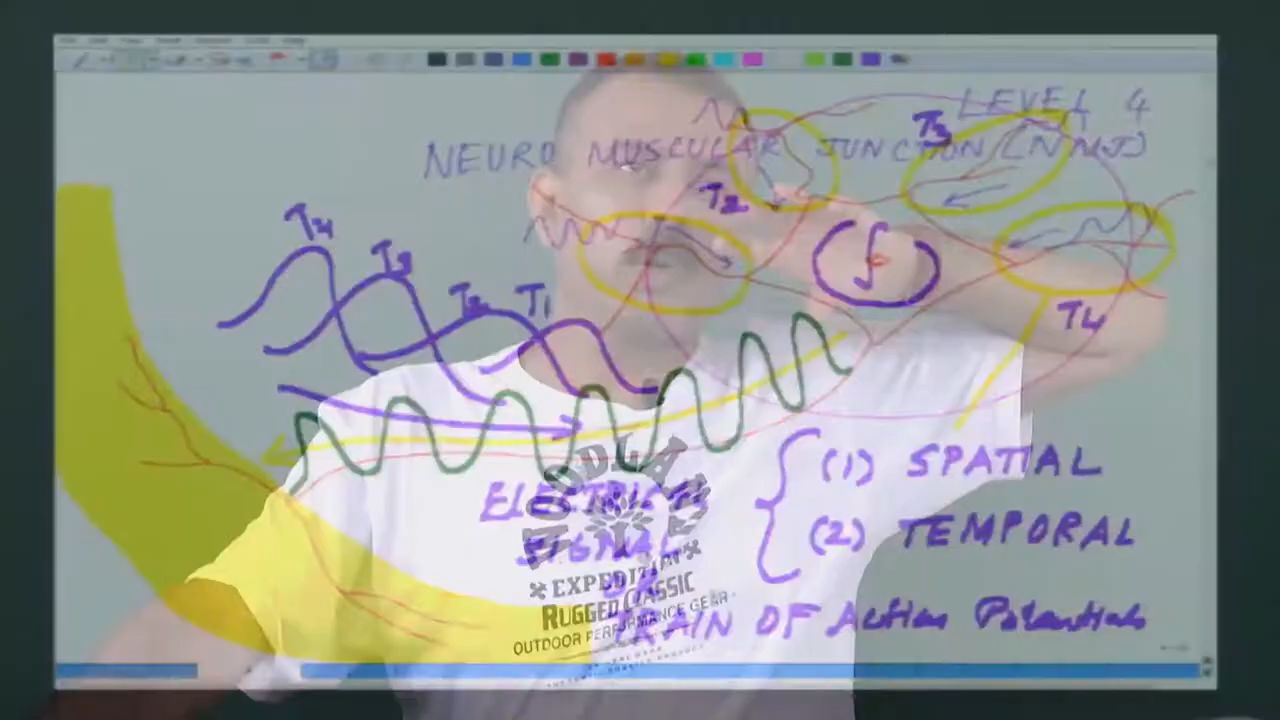 LEVEL 4
NEURO MUSCULAR JUNCTION (NMJ)
T3
T2
T4
T4
T3
T2
T1
(1) SPATIAL
ELECTRICAL
SIGNAL
(2) TEMPORAL
EXPEDITION
RUGGED CLASSIC
OUTDOOR PERFORMANCE GEAR
TRAIN OF Action Potentials